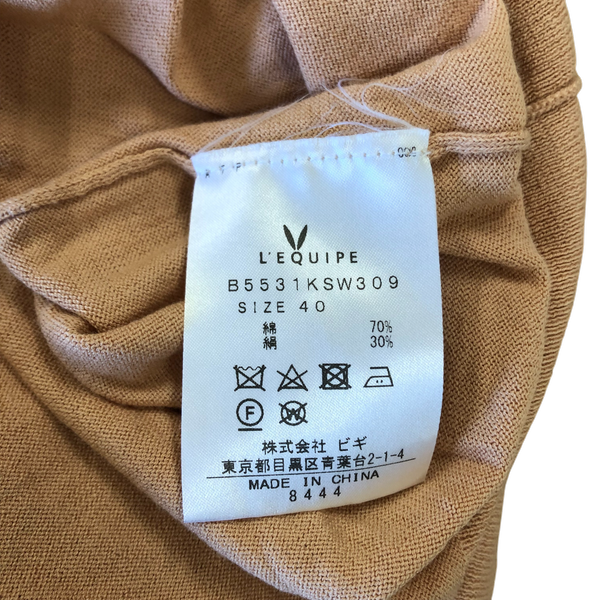 L'EQUIPE
B5531KSW309
SIZE 40
綿 70%
絹 30%
F
W
株式会社 ビギ
東京都目黒区青葉台2-1-4
MADE IN CHINA
8444